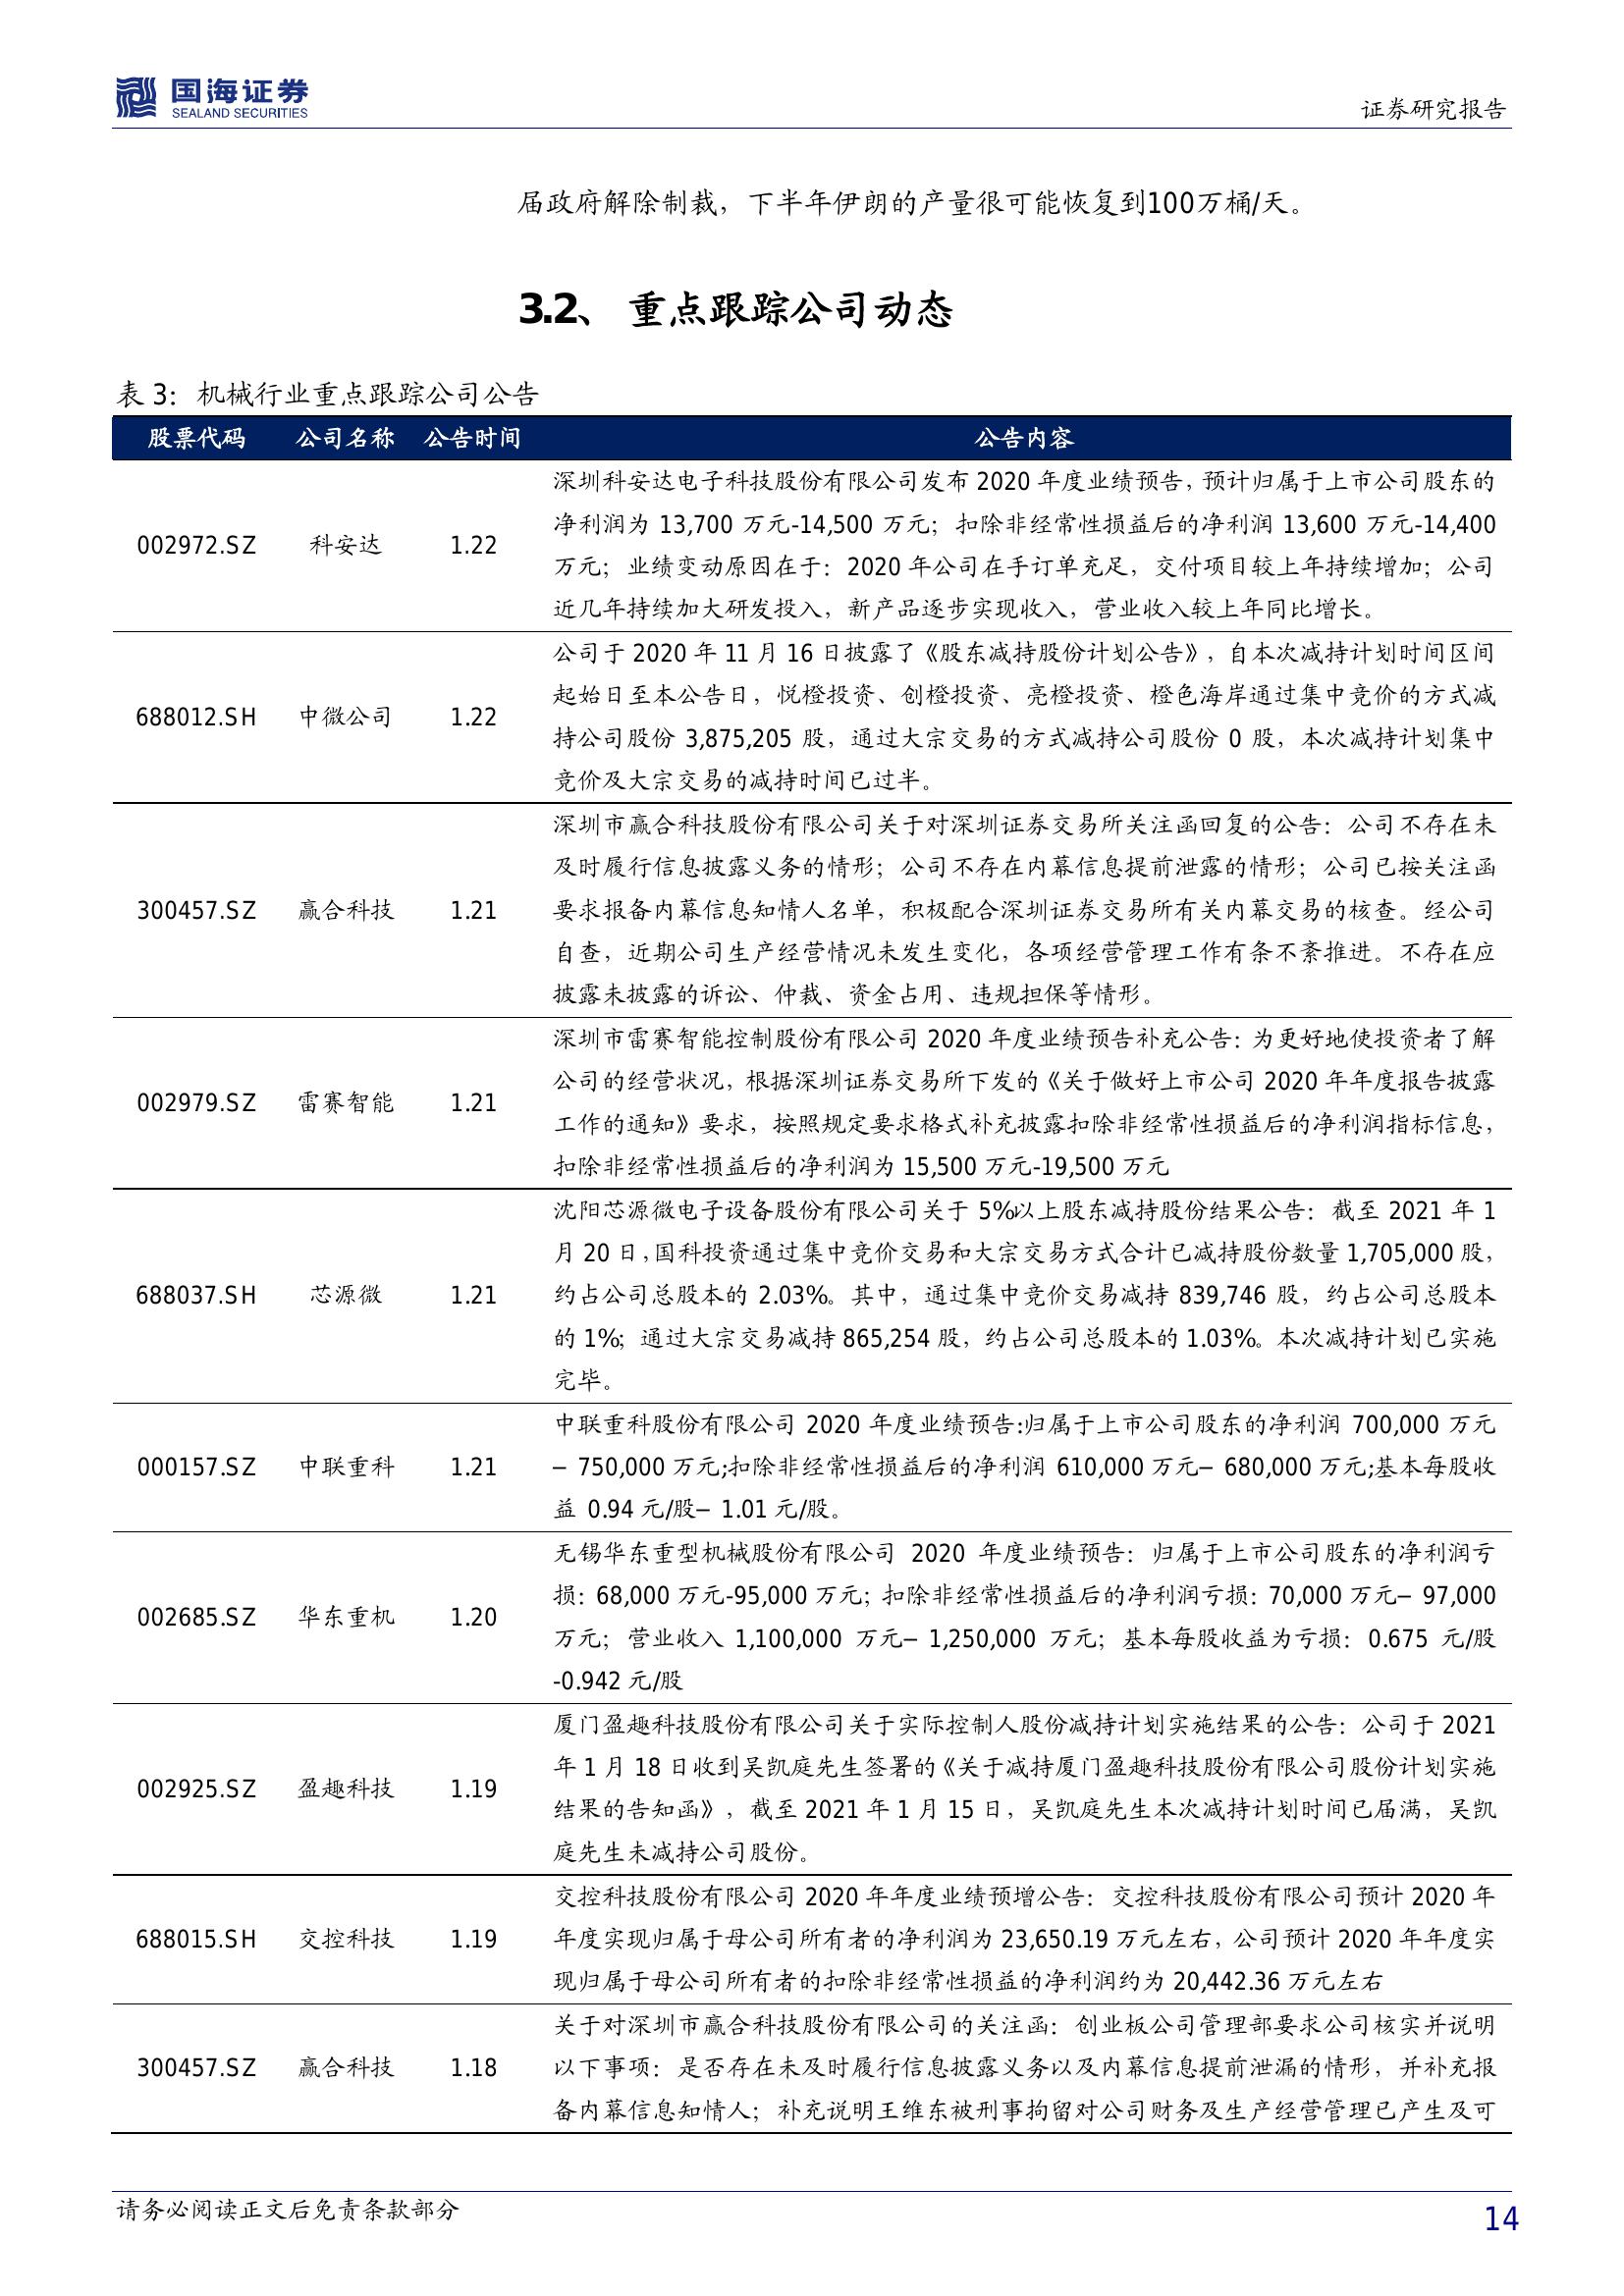 国海证券
SEALAND SECURITIES
证券研究报告
届政府解除制裁，下半年伊朗的产量很可能恢复到100万桶/天。
3.2、 重点跟踪公司动态
表 3：机械行业重点跟踪公司公告
股票代码 公司名称 公告时间 公告内容
002972.SZ 科安达 1.22
深圳科安达电子科技股份有限公司发布 2020 年度业绩预告，预计归属于上市公司股东的
净利润为 13,700 万元-14,500 万元；扣除非经常性损益后的净利润 13,600 万元-14,400
万元；业绩变动原因在于：2020 年公司在手订单充足，交付项目较上年持续增加；公司
近几年持续加大研发投入，新产品逐步实现收入，营业收入较上年同比增长。
688012.SH 中微公司 1.22
公司于 2020 年 11 月 16 日披露了《股东减持股份计划公告》，自本次减持计划时间区间
起始日至本公告日，悦橙投资、创橙投资、亮橙投资、橙色海岸通过集中竞价的方式减
持公司股份 3,875,205 股，通过大宗交易的方式减持公司股份 0 股，本次减持计划集中
竞价及大宗交易的减持时间已过半。
300457.SZ 赢合科技 1.21
深圳市赢合科技股份有限公司关于对深圳证券交易所关注函回复的公告：公司不存在未
及时履行信息披露义务的情形；公司不存在内幕信息提前泄露的情形；公司已按关注函
要求报备内幕信息知情人名单，积极配合深圳证券交易所有关内幕交易的核查。经公司
自查，近期公司生产经营情况未发生变化，各项经营管理工作有条不紊推进。不存在应
披露未披露的诉讼、仲裁、资金占用、违规担保等情形。
002979.SZ 雷赛智能 1.21
深圳市雷赛智能控制股份有限公司 2020 年度业绩预告补充公告：为更好地使投资者了解
公司的经营状况，根据深圳证券交易所下发的《关于做好上市公司 2020 年年度报告披露
工作的通知》要求，按照规定要求格式补充披露扣除非经常性损益后的净利润指标信息，
扣除非经常性损益后的净利润为 15,500 万元-19,500 万元
688037.SH 芯源微 1.21
沈阳芯源微电子设备股份有限公司关于 5%以上股东减持股份结果公告：截至 2021 年 1
月 20 日，国科投资通过集中竞价交易和大宗交易方式合计已减持股份数量 1,705,000 股，
约占公司总股本的 2.03%。其中，通过集中竞价交易减持 839,746 股，约占公司总股本
的 1%；通过大宗交易减持 865,254 股，约占公司总股本的 1.03%。本次减持计划已实施
完毕。
000157.SZ 中联重科 1.21
中联重科股份有限公司 2020 年度业绩预告:归属于上市公司股东的净利润 700,000 万元
– 750,000 万元;扣除非经常性损益后的净利润 610,000 万元– 680,000 万元;基本每股收
益 0.94 元/股– 1.01 元/股。
002685.SZ 华东重机 1.20
无锡华东重型机械股份有限公司 2020 年度业绩预告：归属于上市公司股东的净利润亏
损：68,000 万元-95,000 万元；扣除非经常性损益后的净利润亏损：70,000 万元– 97,000
万元；营业收入 1,100,000 万元– 1,250,000 万元；基本每股收益为亏损：0.675 元/股
-0.942 元/股
002925.SZ 盈趣科技 1.19
厦门盈趣科技股份有限公司关于实际控制人股份减持计划实施结果的公告：公司于 2021
年 1 月 18 日收到吴凯庭先生签署的《关于减持厦门盈趣科技股份有限公司股份计划实施
结果的告知函》，截至 2021 年 1 月 15 日，吴凯庭先生本次减持计划时间已届满，吴凯
庭先生未减持公司股份。
688015.SH 交控科技 1.19
交控科技股份有限公司 2020 年年度业绩预增公告：交控科技股份有限公司预计 2020 年
年度实现归属于母公司所有者的净利润为 23,650.19 万元左右，公司预计 2020 年年度实
现归属于母公司所有者的扣除非经常性损益的净利润约为 20,442.36 万元左右
300457.SZ 赢合科技 1.18
关于对深圳市赢合科技股份有限公司的关注函：创业板公司管理部要求公司核实并说明
以下事项：是否存在未及时履行信息披露义务以及内幕信息提前泄漏的情形，并补充报
备内幕信息知情人；补充说明王维东被刑事拘留对公司财务及生产经营管理已产生及可
请务必阅读正文后免责条款部分
14